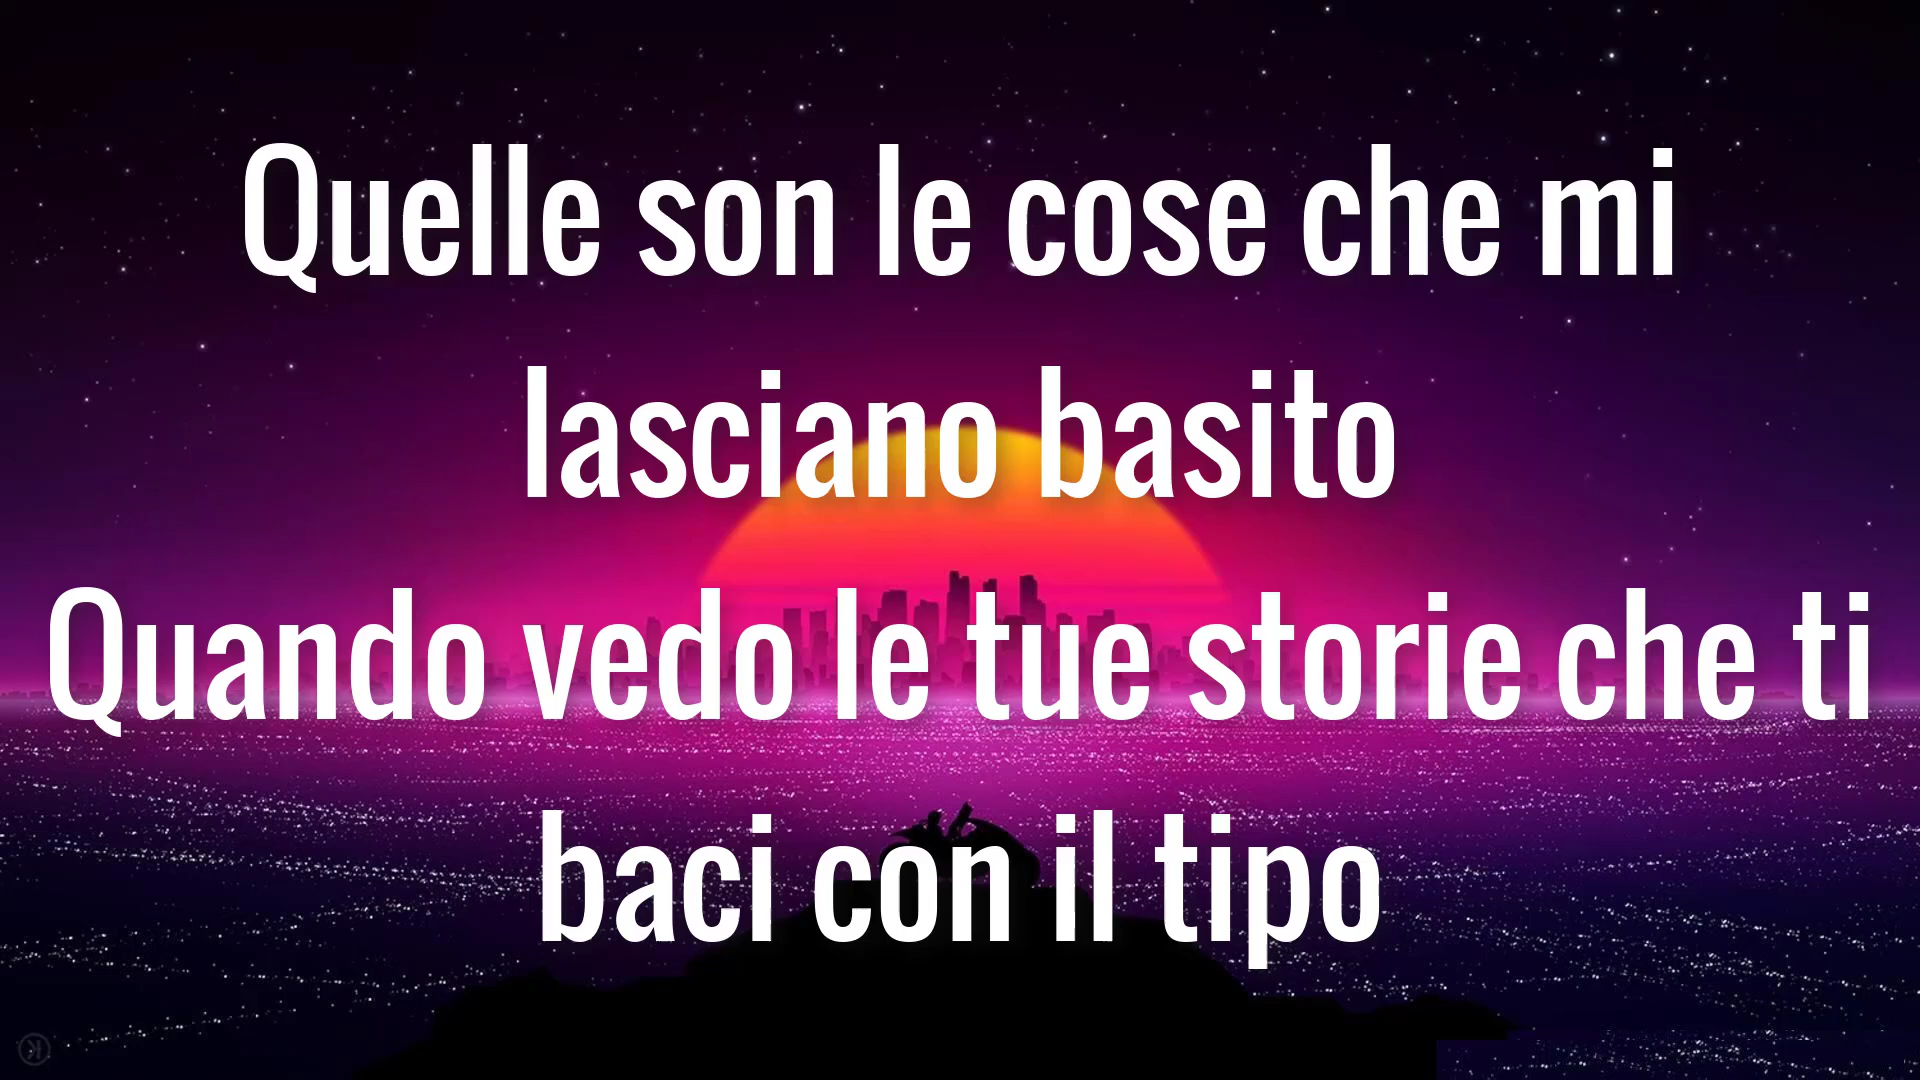 Quelle son le cose che mi
lasciano basito
Quando vedo le tue storie che ti
baci con il tipo